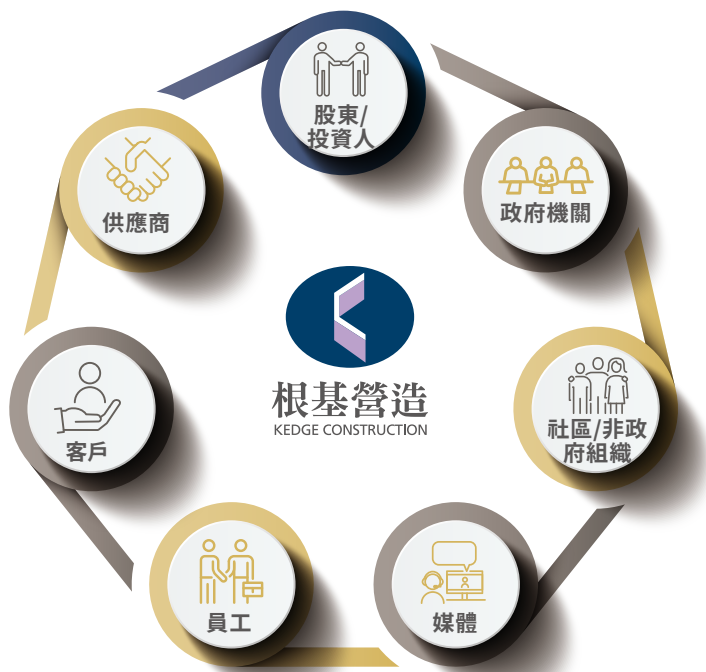 股東/
投資人
政府機關
社區/非政
府組織
媒體
員工
客戶
供應商
根基營造
KEDGE CONSTRUCTION